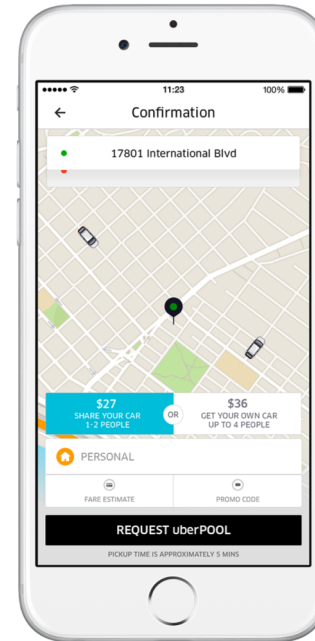 11:23
100%
Confirmation
17801 International Blvd
$27
SHARE YOUR CAR
1-2 PEOPLE
OR
$36
GET YOUR OWN CAR
UP TO 4 PEOPLE
PERSONAL
FARE ESTIMATE
PROMO CODE
REQUEST uberPOOL
PICKUP TIME IS APPROXIMATELY 5 MINS